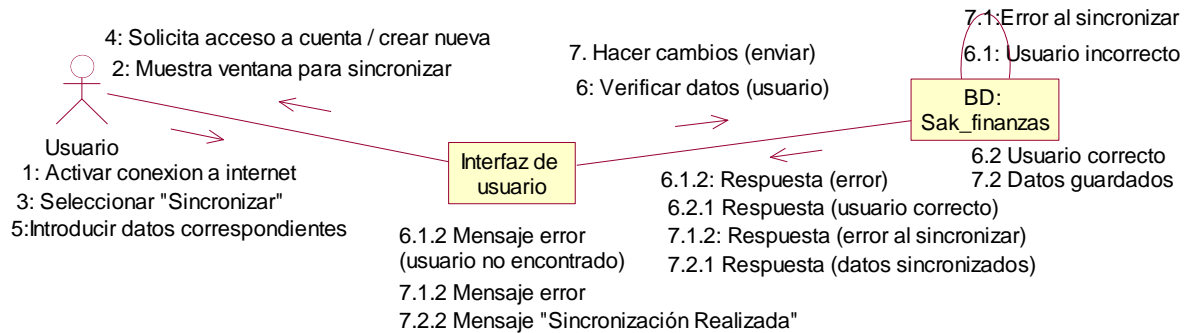 4: Solicita acceso a cuenta / crear nueva
2: Muestra ventana para sincronizar
Usuario
1: Activar conexion a internet
3: Seleccionar "Sincronizar"
5:Introducir datos correspondientes
Interfaz de
usuario
6.1.2 Mensaje error
(usuario no encontrado)
7.1.2 Mensaje error
7.2.2 Mensaje "Sincronización Realizada"
7. Hacer cambios (enviar)
6: Verificar datos (usuario)
6.1.2: Respuesta (error)
6.2.1 Respuesta (usuario correcto)
7.1.2: Respuesta (error al sincronizar)
7.2.1 Respuesta (datos sincronizados)
7.1:Error al sincronizar
6.1: Usuario incorrecto
BD:
Sak_finanzas
6.2 Usuario correcto
7.2 Datos guardados